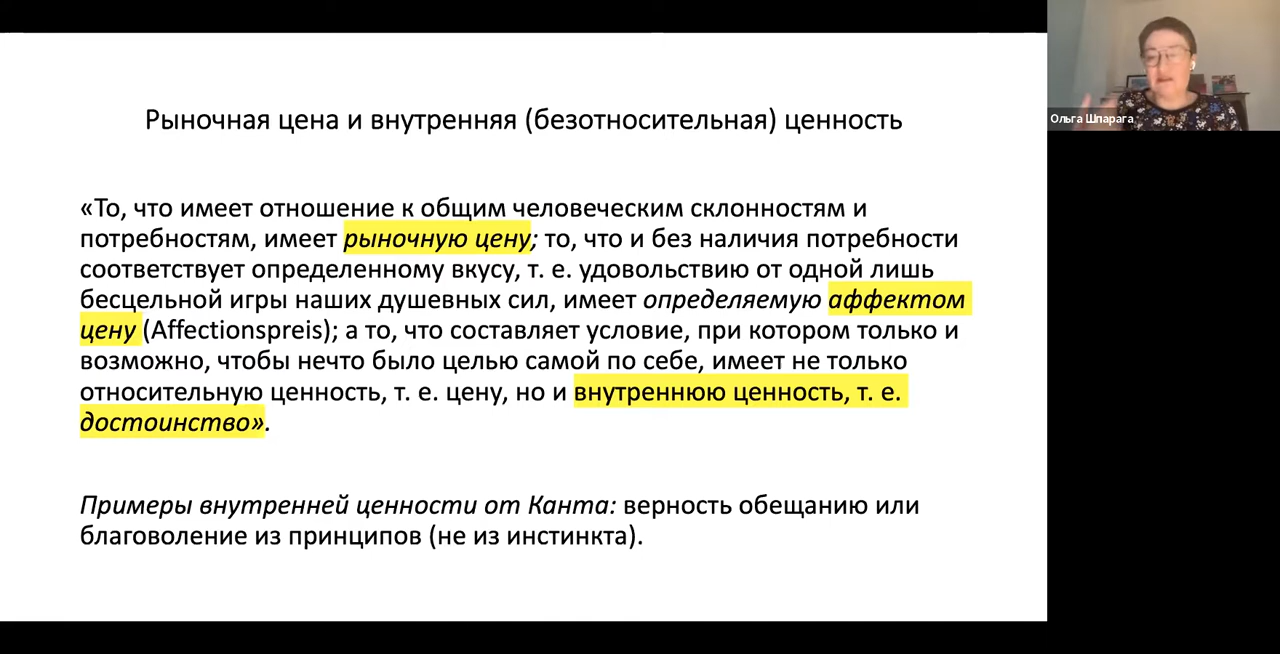 Рыночная цена и внутренняя (безотносительная) ценность
«То, что имеет отношение к общим человеческим склонностям и
потребностям, имеет рыночную цену; то, что и без наличия потребности
соответствует определенному вкусу, т. е. удовольствию от одной лишь
бесцельной игры наших душевных сил, имеет определяемую аффектом
цену (Affectionspreis); а то, что составляет условие, при котором только и
возможно, чтобы нечто было целью самой по себе, имеет не только
относительную ценность, т. е. цену, но и внутреннюю ценность, т. е.
достоинство».
Примеры внутренней ценности от Канта: верность обещанию или
благоволение из принципов (не из инстинкта).
Ольга Шпарага